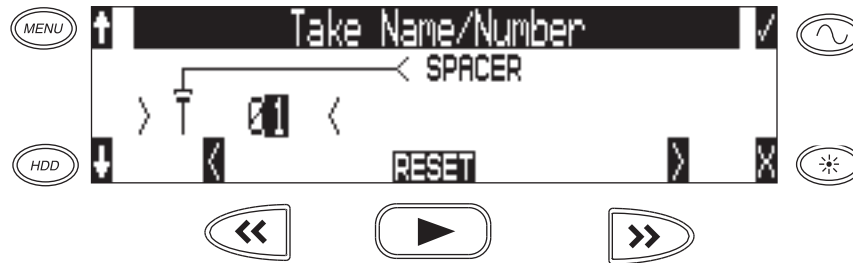 MENU
Take Name/Number
SPACER
01
HDD
RESET